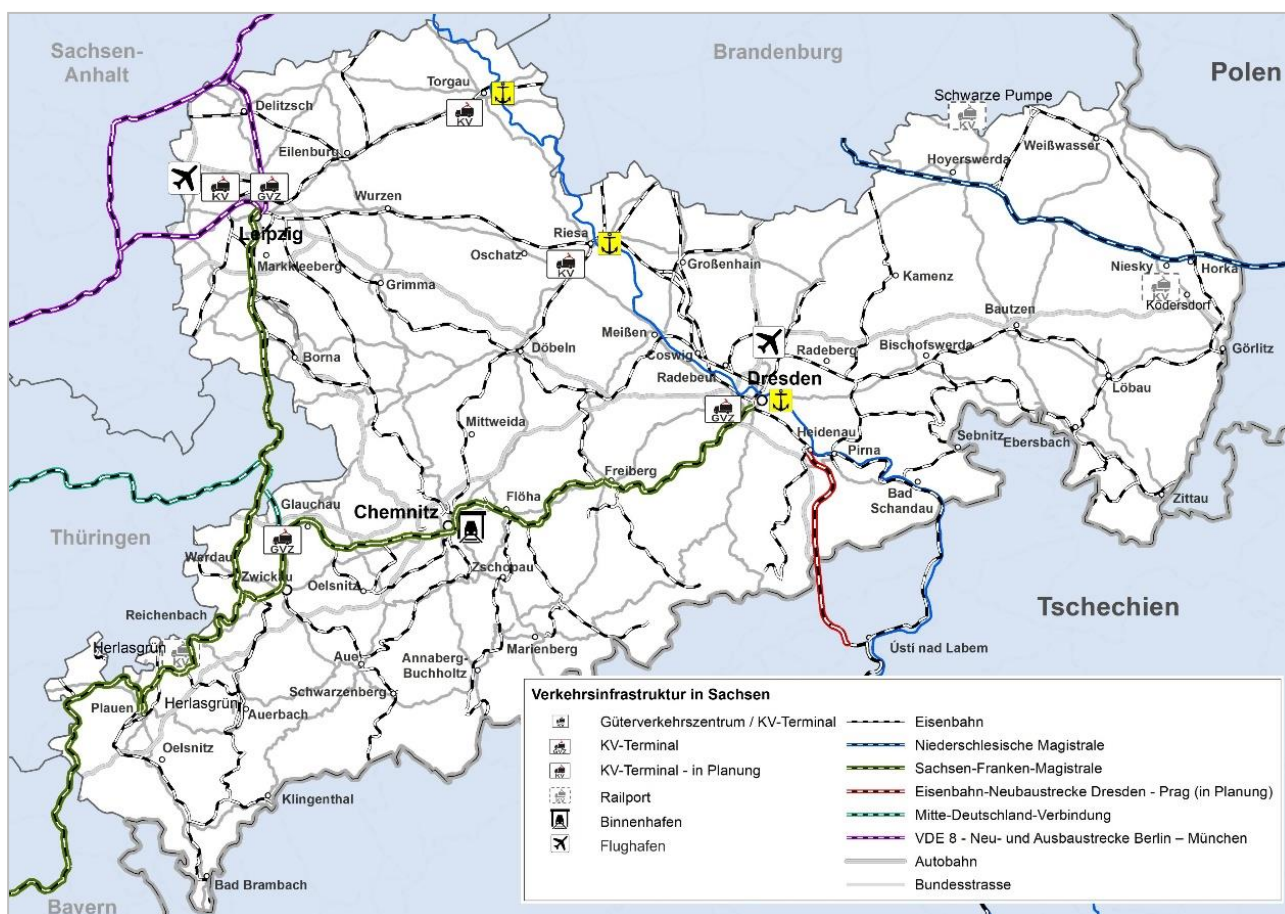 Sachsen-
Anhalt
Brandenburg
Polen
Torgau
Schwarze Pumpe
KV
KV
Delitzsch
Weißwasser
Eilenburg
Hoyerswerda
KV
GVZ
Wurzen
Leipzig
Riesa
Markkleeberg
Oschatz
KV
Großenhain
Niesky
Horka
Grimma
Kamenz
KV
Ködersdorf
Bautzen
Meißen
Döbeln
Coswig
Radeberg
Bischofswerda
Görlitz
Borna
Radebeul
Dresden
Löbau
GVZ
Mittweida
Heidenau
Sebnitz
Ebersbach
Pirna
Freiberg
Bad
Schandau
Zittau
Glauchau
Flöha
Chemnitz
Thüringen
GVZ
Werdau
Zwickau
Oelsnitz
Zschopau
Reichenbach
Tschechien
Herlasgrün
KV
Marienberg
Ústí nad Labem
Aue
Annaberg-
Buchholtz
Schwarzenberg
Plauen
Herlasgrün
Auerbach
Oelsnitz
Klingenthal
Bad Brambach
Bayern
Verkehrsinfrastruktur in Sachsen
Güterverkehrszentrum / KV-Terminal
KV-Terminal
KV-Terminal - in Planung
Railport
Binnenhafen
Flughafen
Eisenbahn
Niederschlesische Magistrale
Sachsen-Franken-Magistrale
Eisenbahn-Neubaustrecke Dresden - Prag (in Planung)
Mitte-Deutschland-Verbindung
VDE 8 - Neu- und Ausbaustrecke Berlin – München
Autobahn
Bundesstrasse